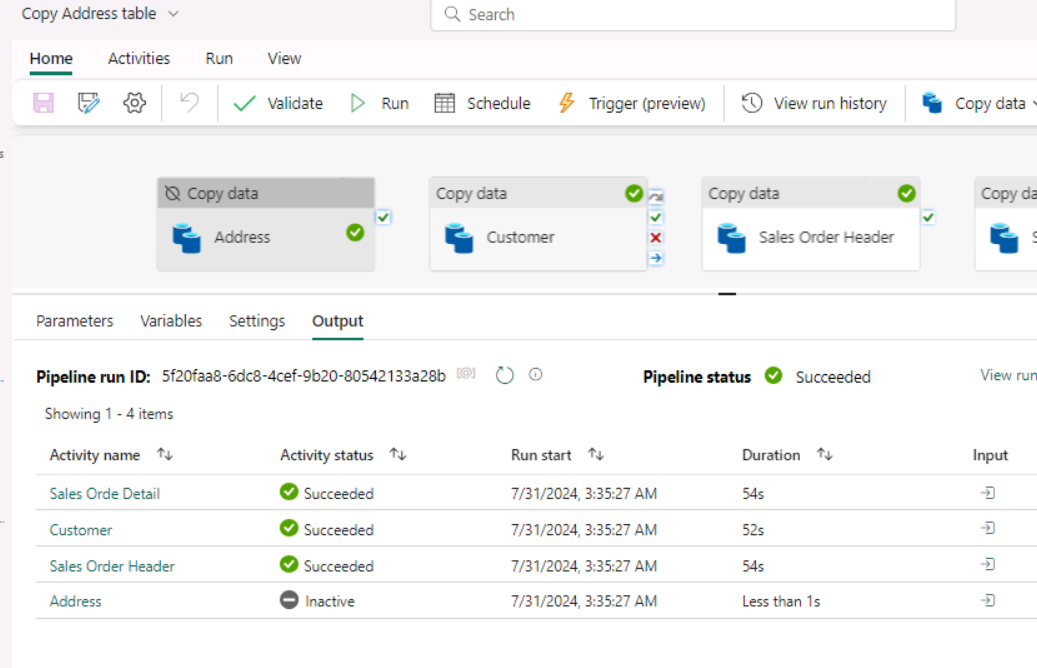 Copy Address table
Search
Home Activities Run View
Validate Run Schedule Trigger (preview) View run history Copy data
Copy data Copy data Copy data Copy da
Address Customer Sales Order Header S
Parameters Variables Settings Output
Pipeline run ID: 5f20faa8-6dc8-4cef-9b20-80542133a28b [@] Pipeline status Succeeded View run
Showing 1 - 4 items
Activity name Activity status Run start Duration Input
Sales Orde Detail Succeeded 7/31/2024, 3:35:27 AM 54s
Customer Succeeded 7/31/2024, 3:35:27 AM 52s
Sales Order Header Succeeded 7/31/2024, 3:35:27 AM 54s
Address Inactive 7/31/2024, 3:35:27 AM Less than 1s